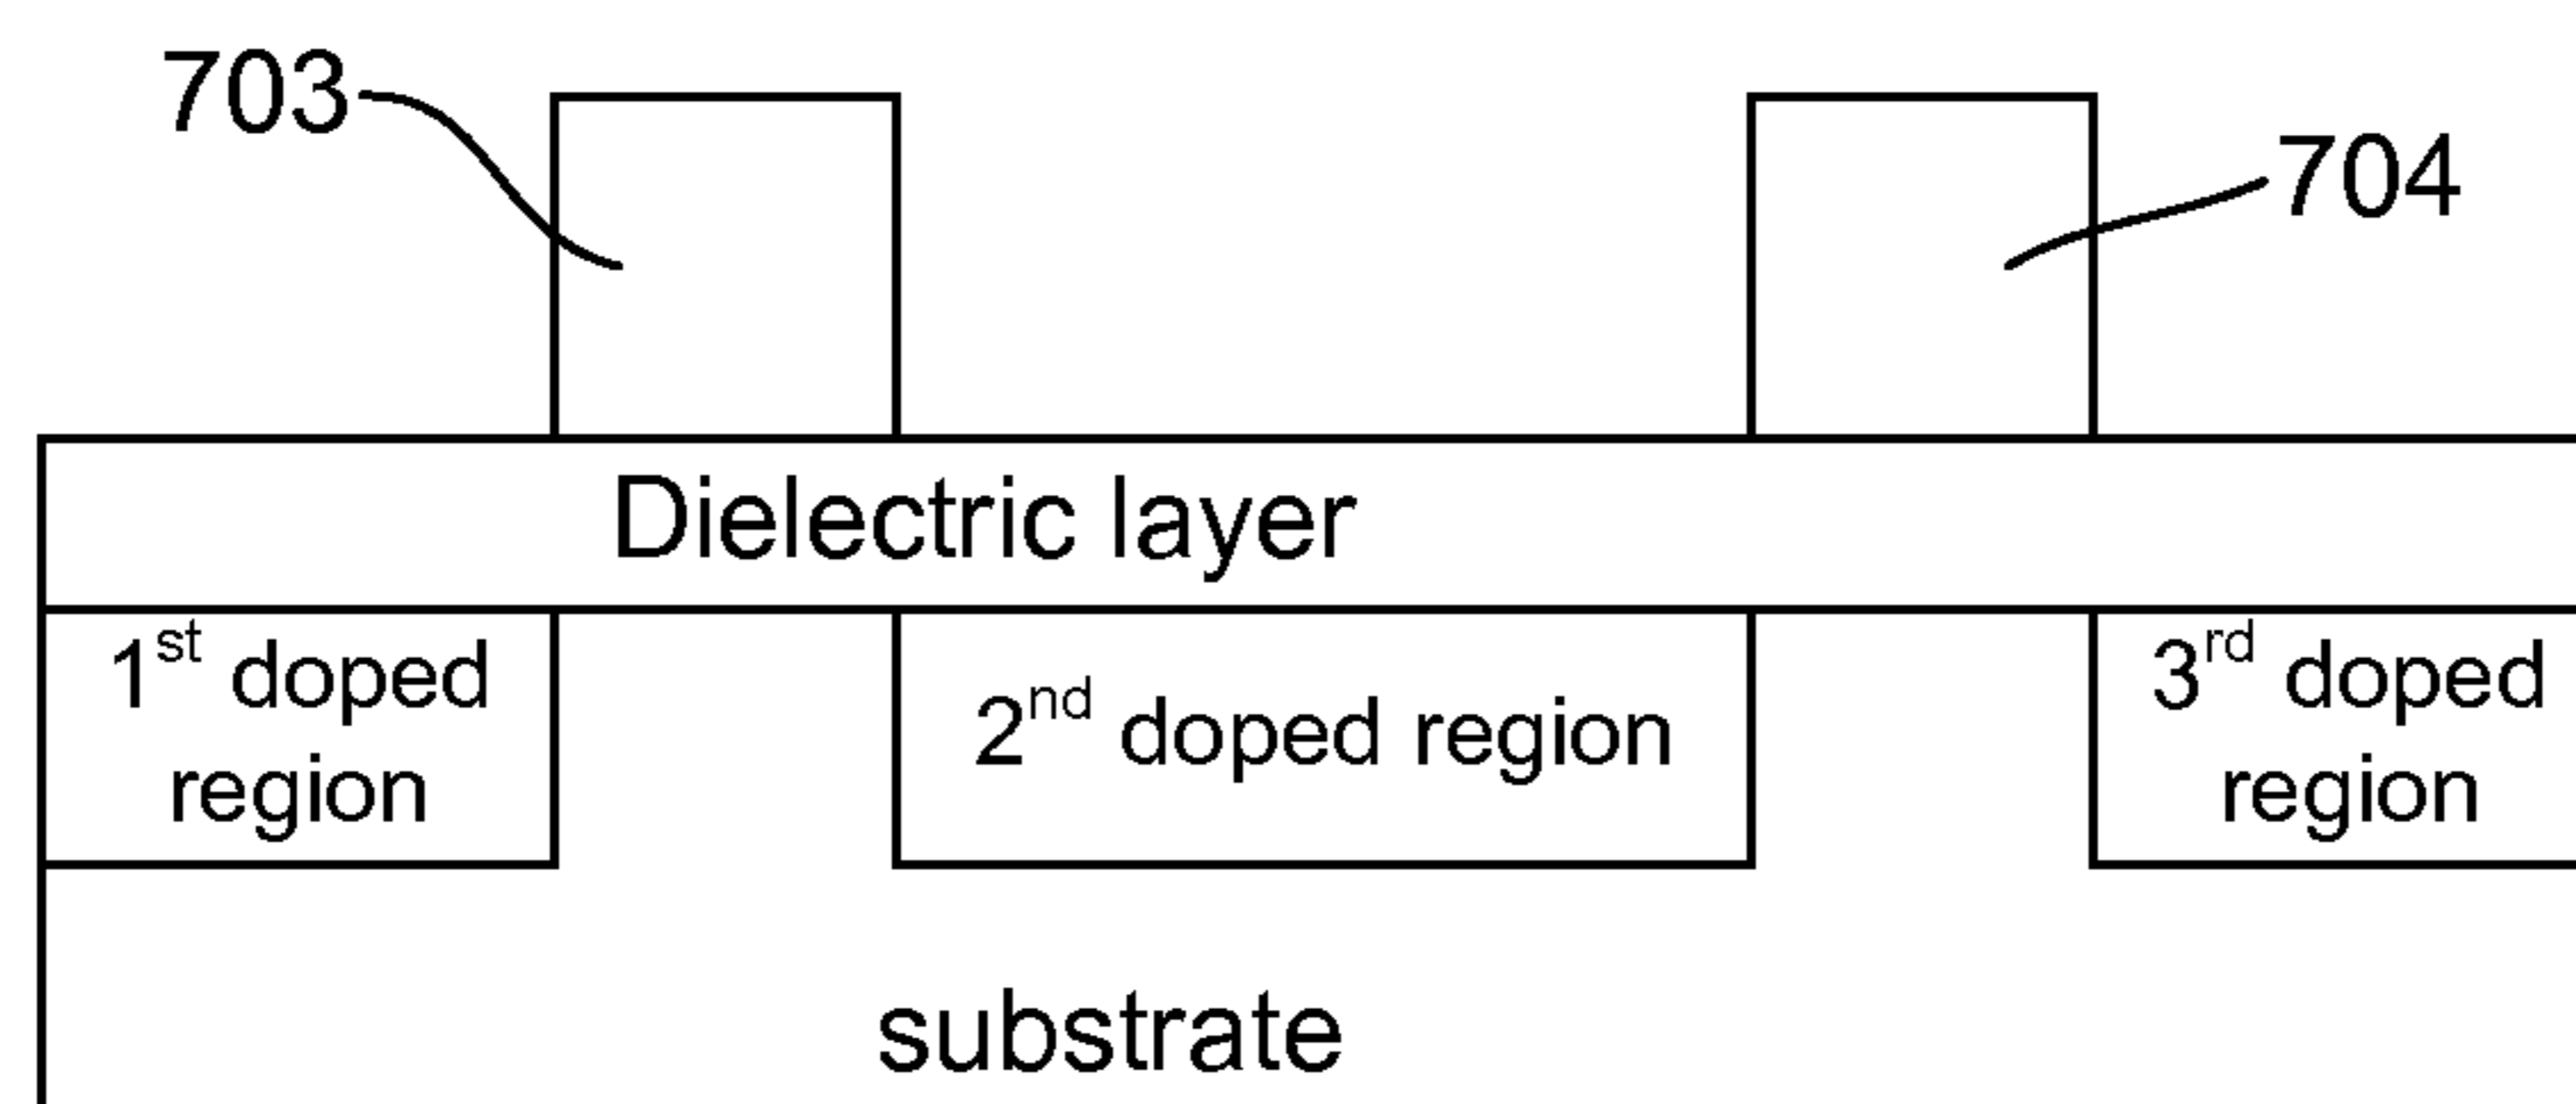 703
704
Dielectric layer
1st doped
region
2nd doped region
3rd doped
region
substrate